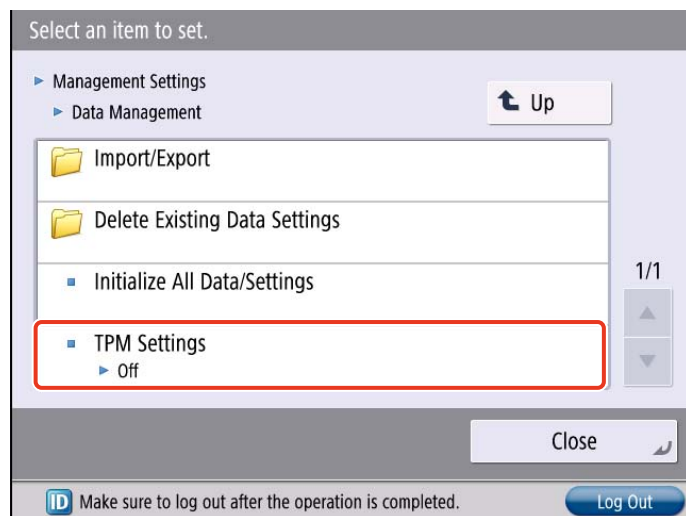 Select an item to set.
Management Settings
Data Management
Up
Import/Export
Delete Existing Data Settings
Initialize All Data/Settings
1/1
TPM Settings
Off
Close
ID Make sure to log out after the operation is completed.
Log Out